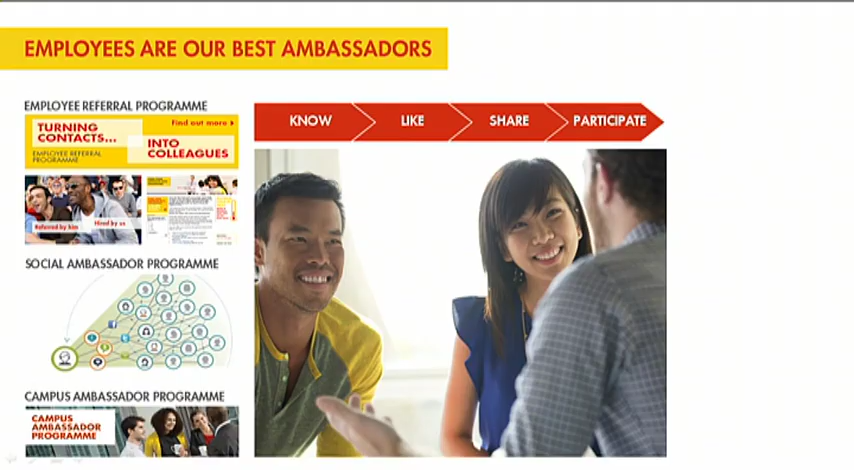 EMPLOYEES ARE OUR BEST AMBASSADORS
EMPLOYEE REFERRAL PROGRAMME
TURNING
CONTACTS...
Find out more
EMPLOYEE REFERRAL
PROGRAMME
INTO
COLLEAGUES
Referred by him
Hired by us
SOCIAL AMBASSADOR PROGRAMME
CAMPUS AMBASSADOR PROGRAMME
CAMPUS
AMBASSADOR
PROGRAMME
KNOW
LIKE
SHARE
PARTICIPATE